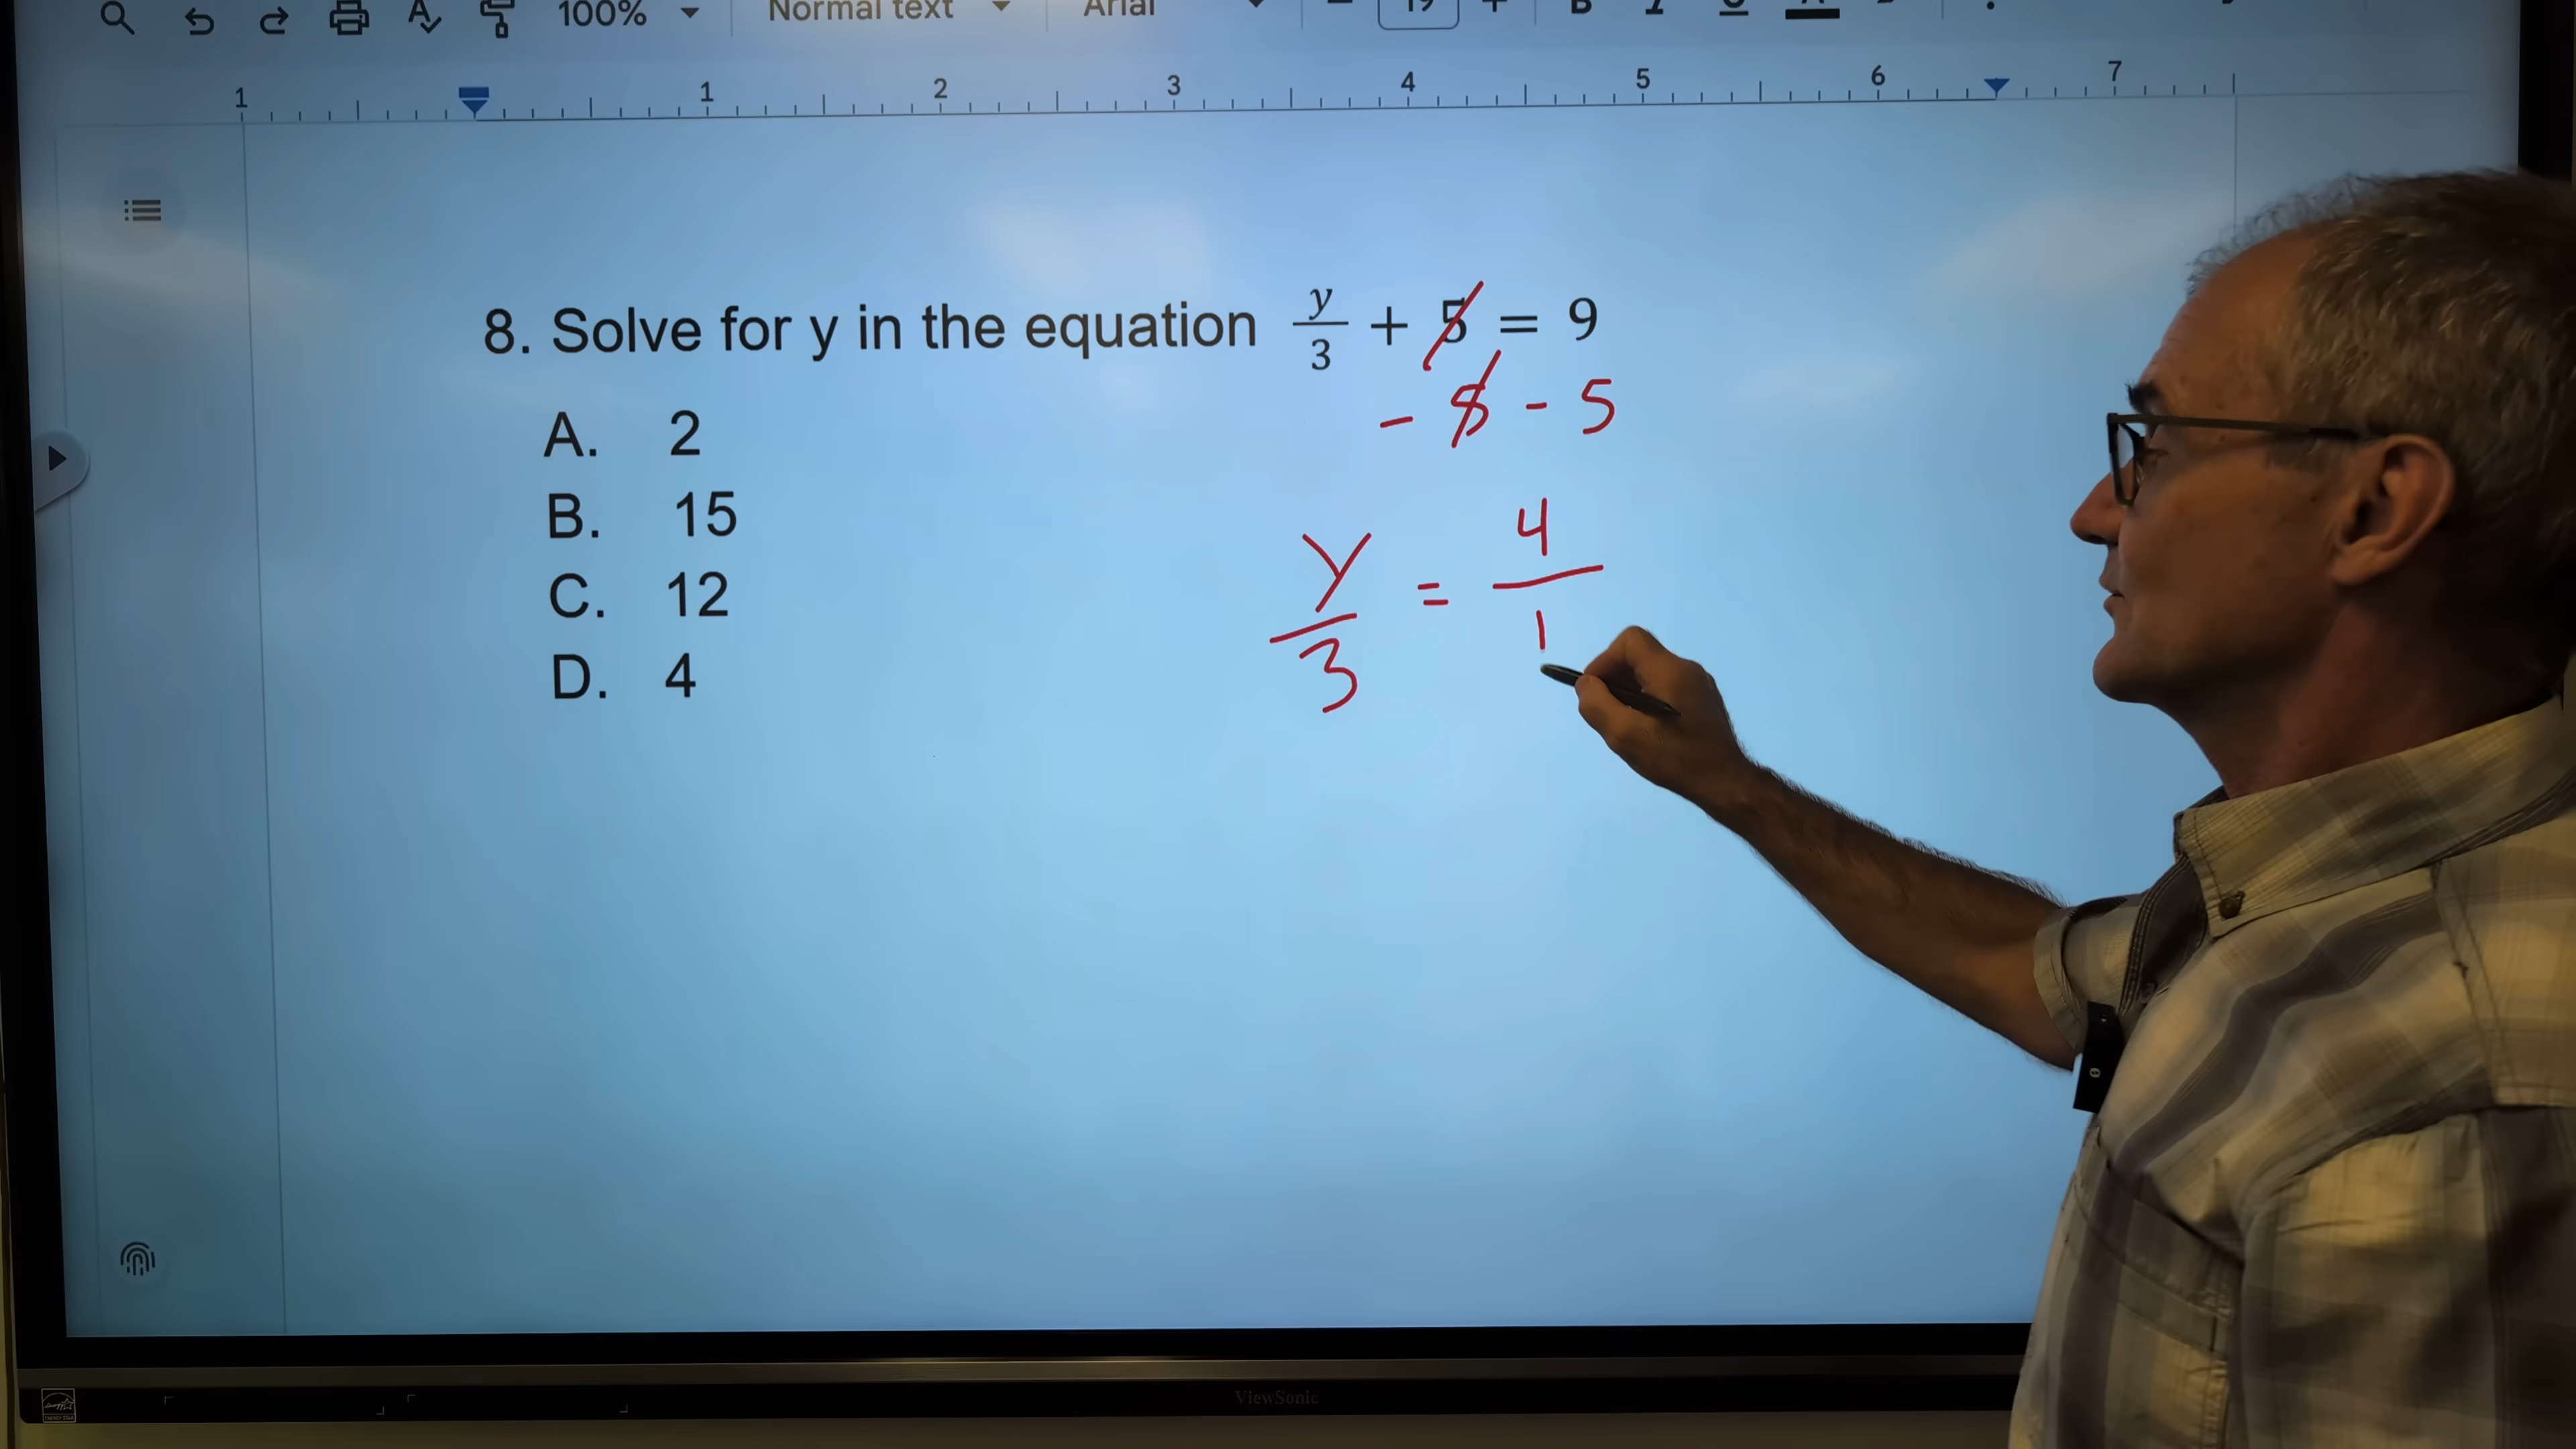 100% Normal text Arial 19 + B I U A
1 1 2 3 4 5 6 7
8. Solve for y in the equation y/3 + 5 = 9
- 5 - 5
A. 2
B. 15
C. 12
D. 4
y/3 = 4/1
ViewSonic